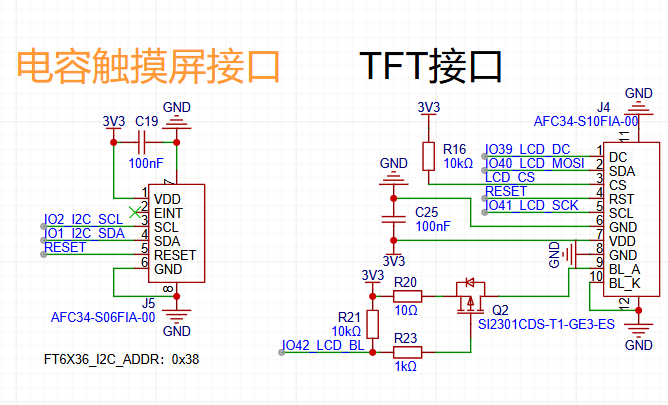 电容触摸屏接口
TFT接口
GND
3V3
C19
100nF
7
1
VDD
2
EINT
3
SCL
4
SDA
5
RESET
6
GND
8
IO2_I2C_SCL
IO1_I2C_SDA
RESET
J5
AFC34-S06FIA-00
GND
FT6X36_I2C_ADDR: 0x38
3V3
R16
10kΩ
GND
C25
100nF
3V3
GND
J4
AFC34-S10FIA-00
11
IO39_LCD_DC
IO40_LCD_MOSI
LCD_CS
RESET
IO41_LCD_SCK
1
DC
2
SDA
3
CS
4
RST
5
SCL
6
GND
7
VDD
8
GND
9
BL_A
10
BL_K
12
GND
GND
3V3
R20
10Ω
R21
10kΩ
Q2
SI2301CDS-T1-GE3-ES
IO42_LCD_BL
R23
1kΩ